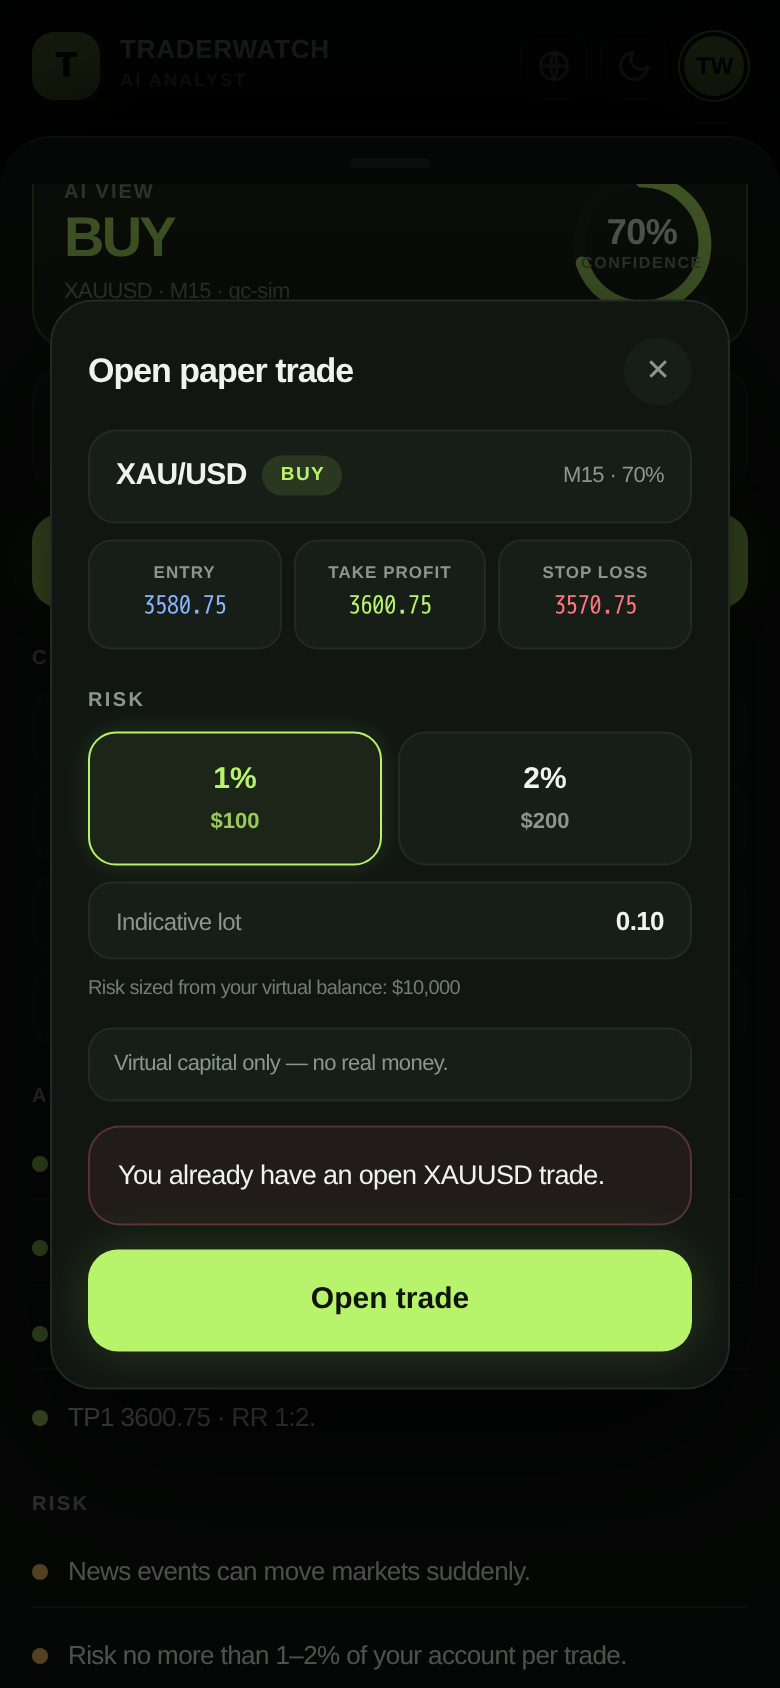 T
TRADERWATCH
AI ANALYST
TW
AI VIEW
BUY
XAUUSD · M15 · gc-sim
70%
CONFIDENCE
Open paper trade
XAU/USD BUY M15 · 70%
ENTRY TAKE PROFIT STOP LOSS
3580.75 3600.75 3570.75
RISK
1% 2%
$100 $200
Indicative lot 0.10
Risk sized from your virtual balance: $10,000
Virtual capital only — no real money.
You already have an open XAUUSD trade.
Open trade
TP1 3600.75 · RR 1:2.
RISK
News events can move markets suddenly.
Risk no more than 1–2% of your account per trade.